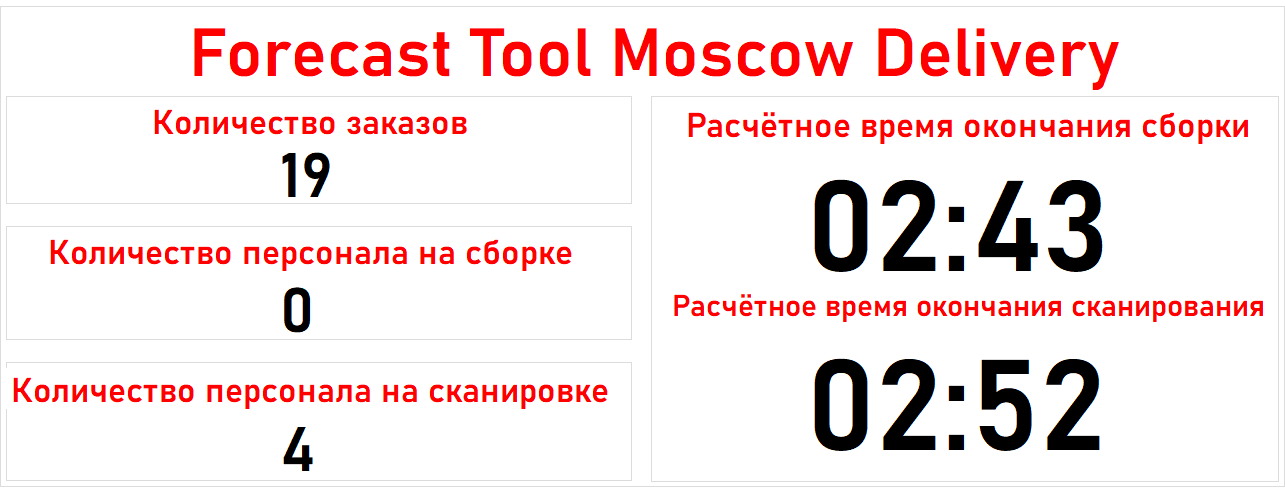 Forecast Tool Moscow Delivery
Количество заказов
19
Количество персонала на сборке
0
Количество персонала на сканировке
4
Расчётное время окончания сборки
02:43
Расчётное время окончания сканирования
02:52